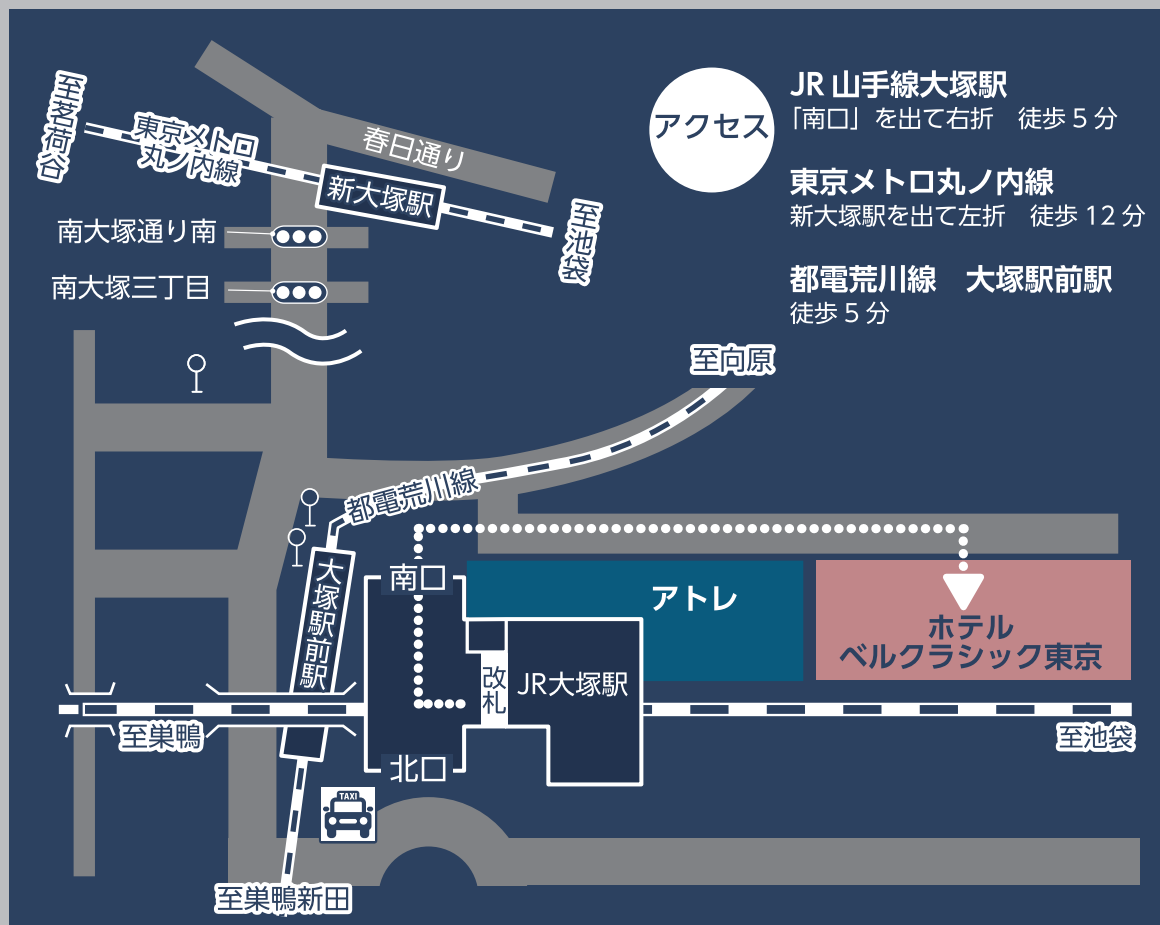 アクセス
JR 山手線大塚駅
「南口」を出て右折　徒歩 5 分
東京メトロ丸ノ内線
新大塚駅を出て左折　徒歩 12 分
都電荒川線　大塚駅前駅
徒歩 5 分
至茗荷谷
東京メトロ
丸ノ内線
春日通り
新大塚駅
至池袋
南大塚通り南
南大塚三丁目
至向原
都電荒川線
大塚駅前駅
南口
アトレ
ホテル
ベルクラシック東京
改札
JR大塚駅
至巣鴨
至池袋
北口
TAXI
至巣鴨新田